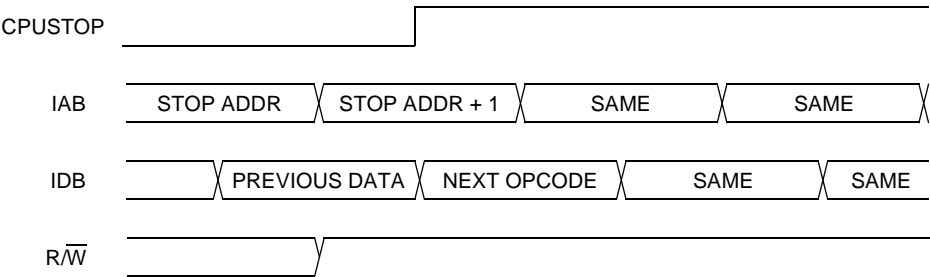 CPUSTOP
IAB STOP ADDR STOP ADDR + 1 SAME SAME
IDB PREVIOUS DATA NEXT OPCODE SAME SAME
R/W̅